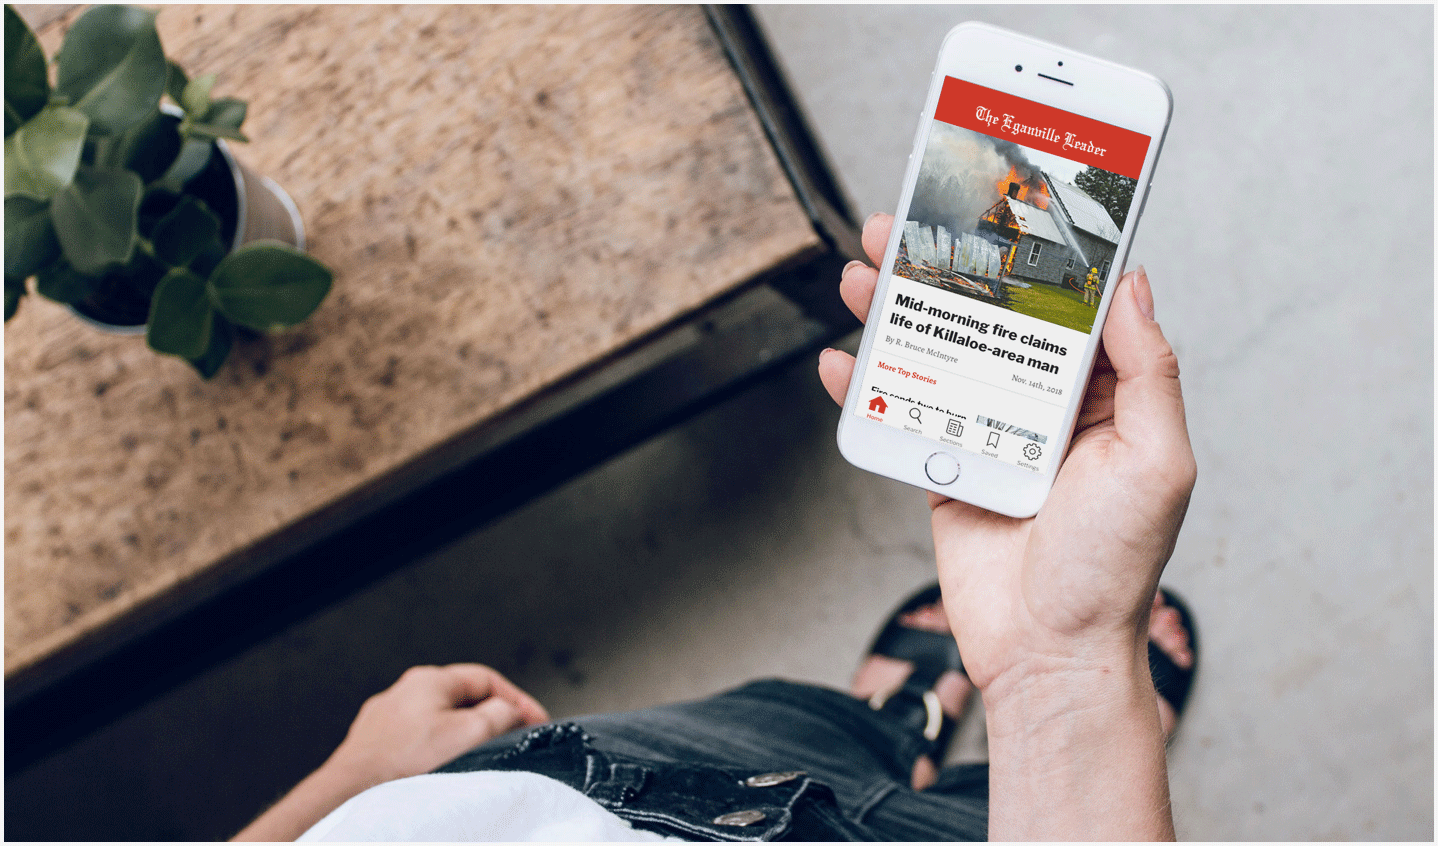 The Eganville Leader
Mid-morning fire claims
life of Killaloe-area man
By R. Bruce McIntyre
Nov. 14th, 2018
More Top Stories
Fire sends two to burn
Home
Search
Sections
Saved
Settings